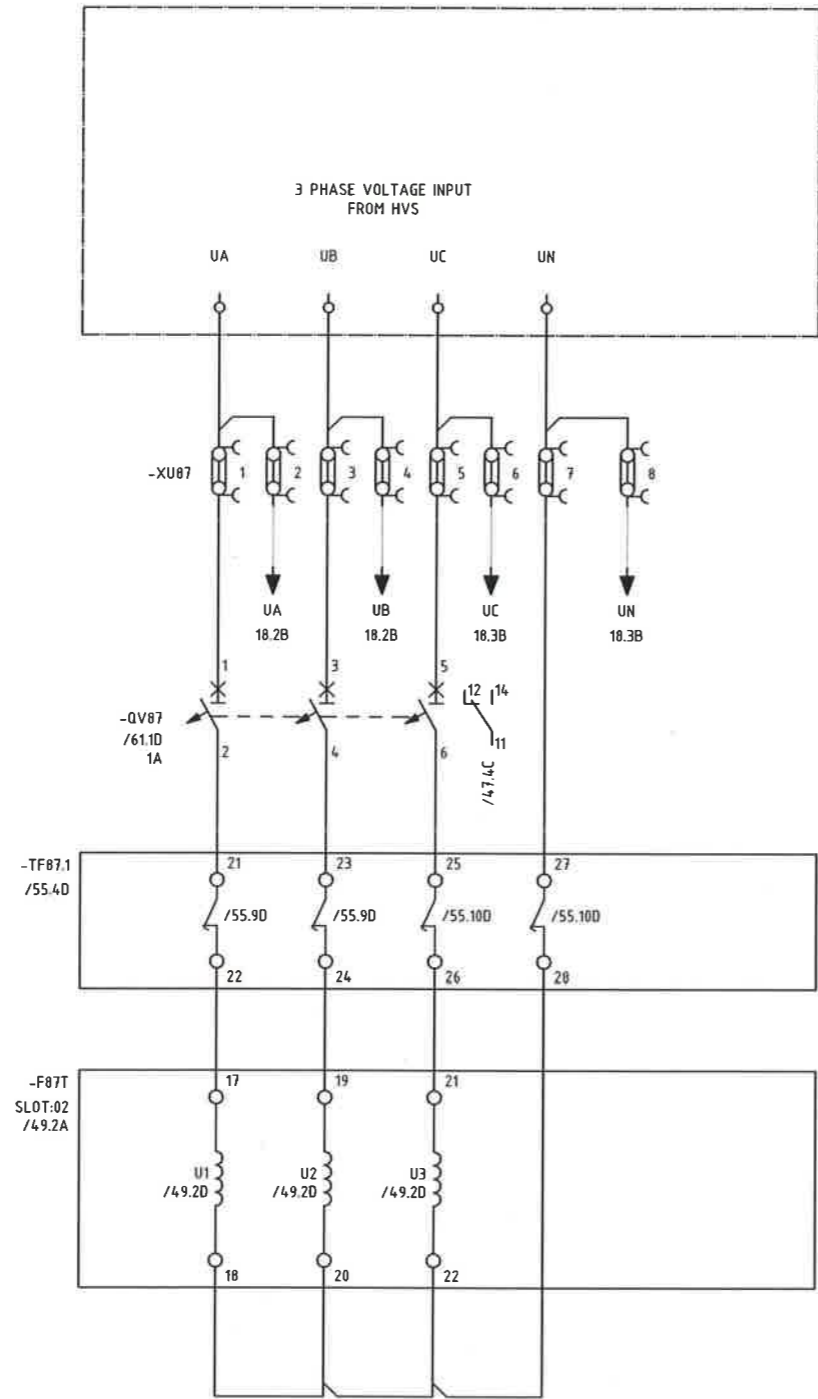 3 PHASE VOLTAGE INPUT
FROM HVS
UA UB UC UN
-XU87 1 2 3 4 5 6 7 8
UA UB UC UN
18.2B 18.2B 18.3B 18.3B
1 3 5 12 14
-QV87
/61.1D
1A
2 4 6 11
/47.4C
-TF87.1 21 23 25 27
/55.4D
/55.9D /55.9D /55.10D /55.10D
22 24 26 28
-F87T 17 19 21
SLOT:02
/49.2A
U1 U2 U3
/49.2D /49.2D /49.2D
18 20 22